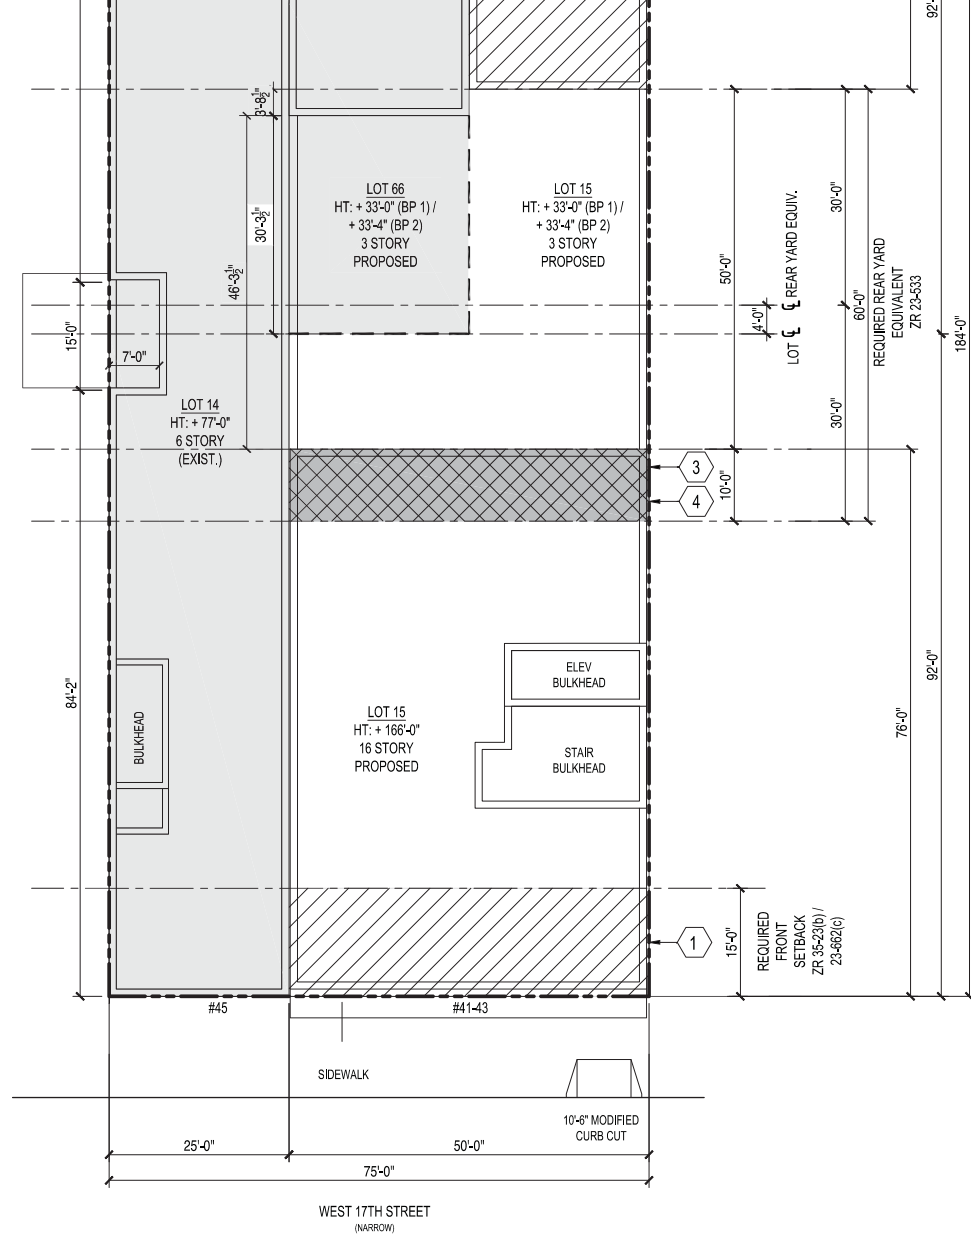 92'-0"
3'-8½"
LOT 66
HT: + 33'-0" (BP 1) /
+ 33'-4" (BP 2)
3 STORY
PROPOSED
LOT 15
HT: + 33'-0" (BP 1) /
+ 33'-4" (BP 2)
3 STORY
PROPOSED
30'-3½"
46'-3½"
50'-0"
4'-0"
LOT ℄
℄ REAR YARD EQUIV.
30'-0"
60'-0"
30'-0"
REQUIRED REAR YARD
EQUIVALENT
ZR 23-533
184'-0"
15'-0"
7'-0"
LOT 14
HT: + 77'-0"
6 STORY
(EXIST.)
3
4
10'-0"
84'-2"
BULKHEAD
ELEV
BULKHEAD
STAIR
BULKHEAD
LOT 15
HT: + 166'-0"
16 STORY
PROPOSED
76'-0"
92'-0"
1
15'-0"
REQUIRED
FRONT
SETBACK
ZR 35-23(b) /
23-662(c)
#45
#41-43
SIDEWALK
10'-6" MODIFIED
CURB CUT
25'-0"
50'-0"
75'-0"
WEST 17TH STREET
(NARROW)